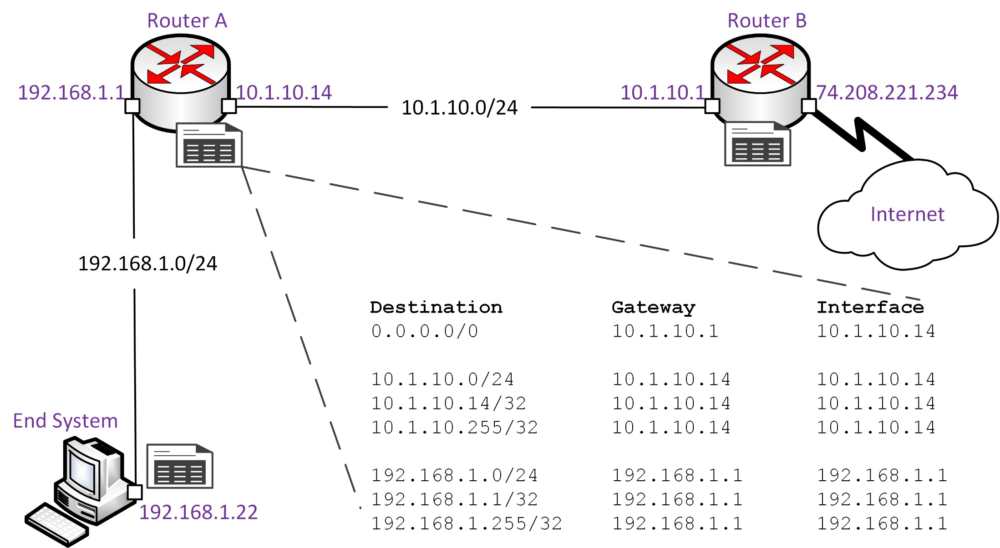 Router A
Router B
192.168.1.1
10.1.10.14
10.1.10.0/24
10.1.10.1
74.208.221.234
Internet
192.168.1.0/24
End System
192.168.1.22
Destination Gateway Interface
0.0.0.0/0 10.1.10.1 10.1.10.14
10.1.10.0/24 10.1.10.14 10.1.10.14
10.1.10.14/32 10.1.10.14 10.1.10.14
10.1.10.255/32 10.1.10.14 10.1.10.14
192.168.1.0/24 192.168.1.1 192.168.1.1
192.168.1.1/32 192.168.1.1 192.168.1.1
192.168.1.255/32 192.168.1.1 192.168.1.1